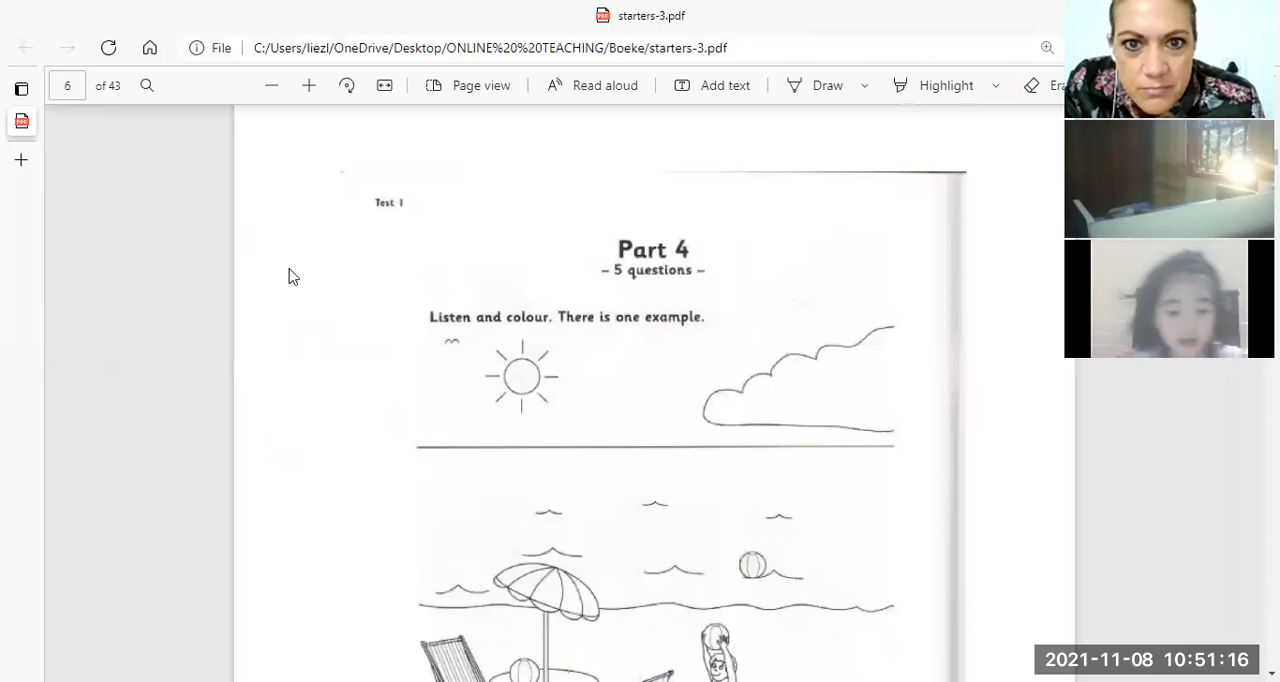 starters-3.pdf
File C:/Users/liezl/OneDrive/Desktop/ONLINE%20%20TEACHING/Boeke/starters-3.pdf
6 of 43 Page view Read aloud Add text Draw Highlight Era
Test 1
Part 4
– 5 questions –
Listen and colour. There is one example.
2021-11-08 10:51:16